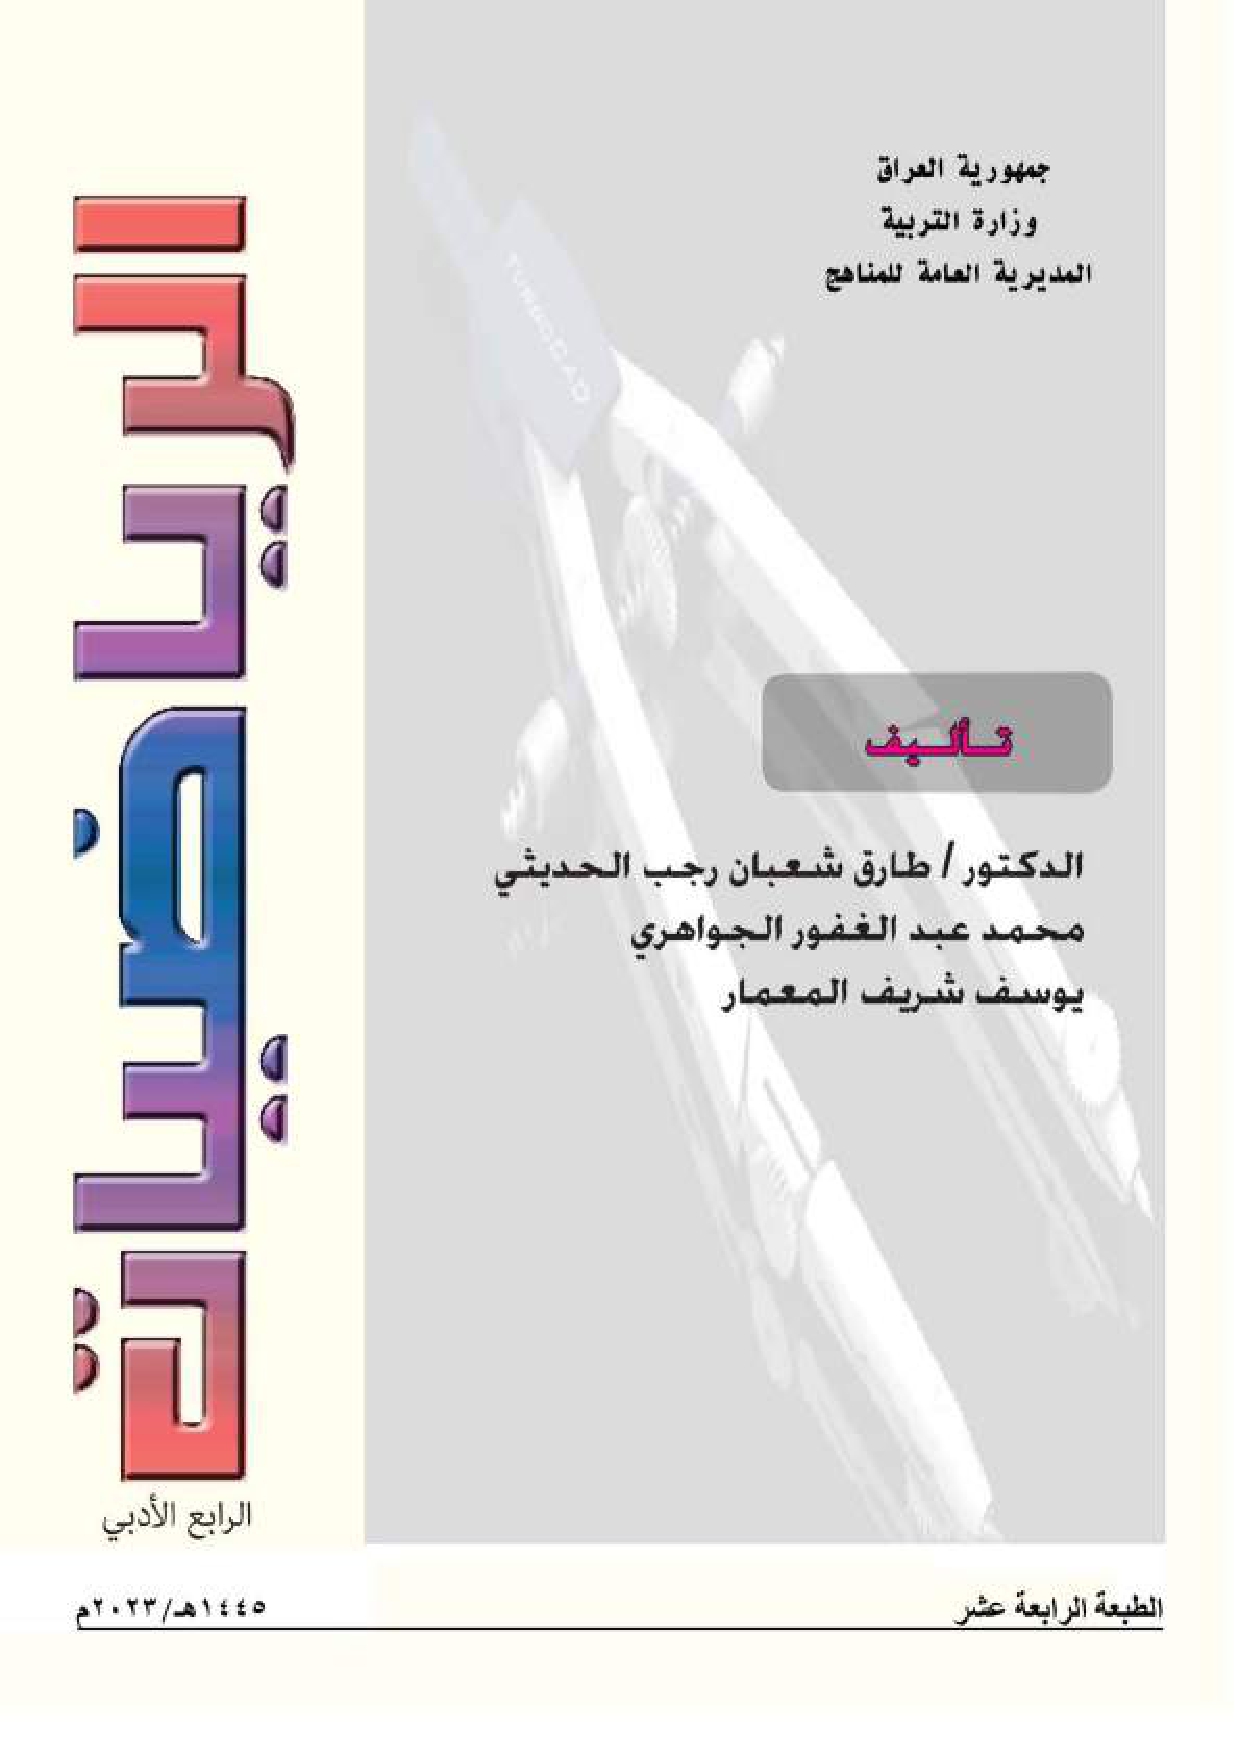 جمهورية العراق
وزارة التربية
المديرية العامة للمناهج
الرياضيات
TURBOCAD
تأليف
الدكتور / طارق شعبان رجب الحديثي
محمد عبد الغفور الجواهري
يوسف شريف المعمار
الرابع الأدبي
الطبعة الرابعة عشر
١٤٤٥هـ/٢٠٢٣م